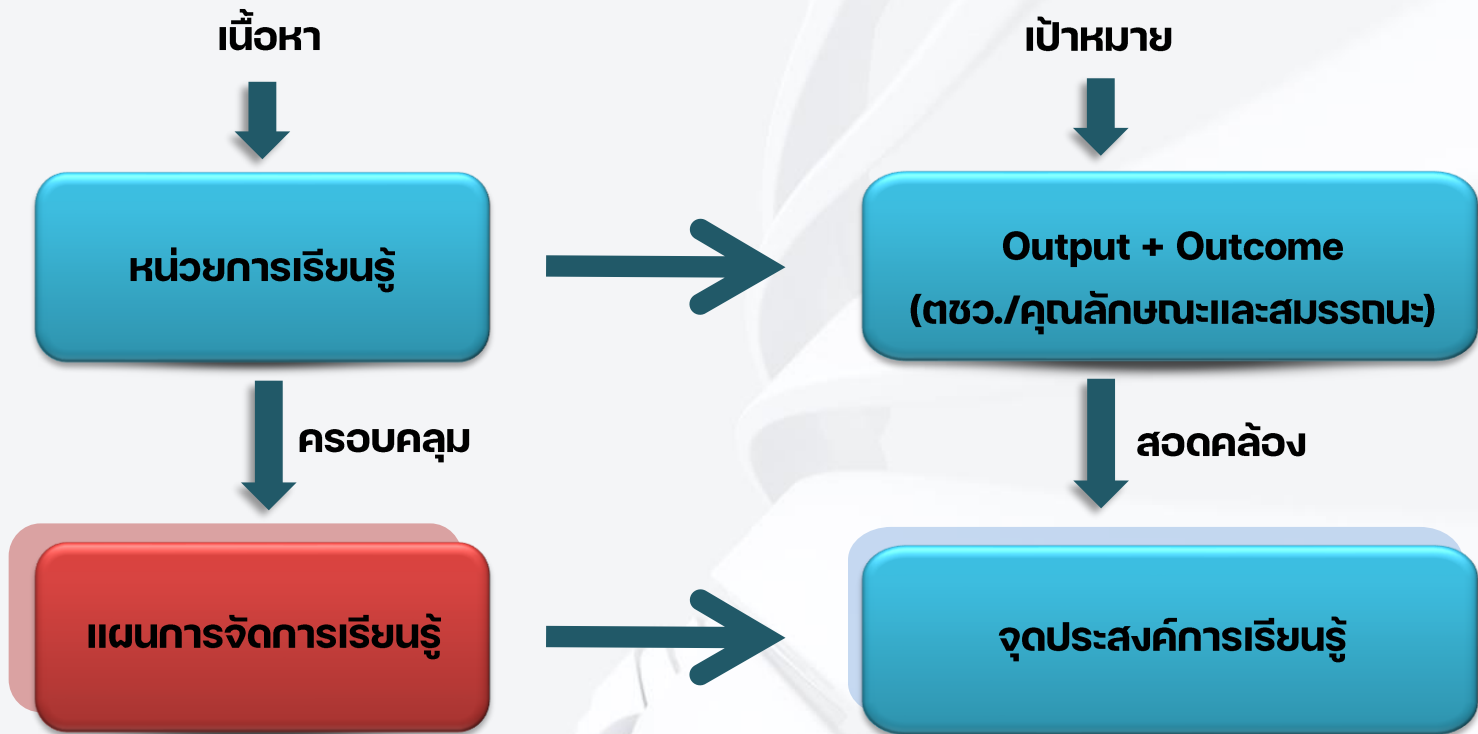 เนื้อหา
เป้าหมาย
หน่วยการเรียนรู้
Output + Outcome
(ตชว./คุณลักษณะและสมรรถนะ)
ครอบคลุม
สอดคล้อง
แผนการจัดการเรียนรู้
จุดประสงค์การเรียนรู้